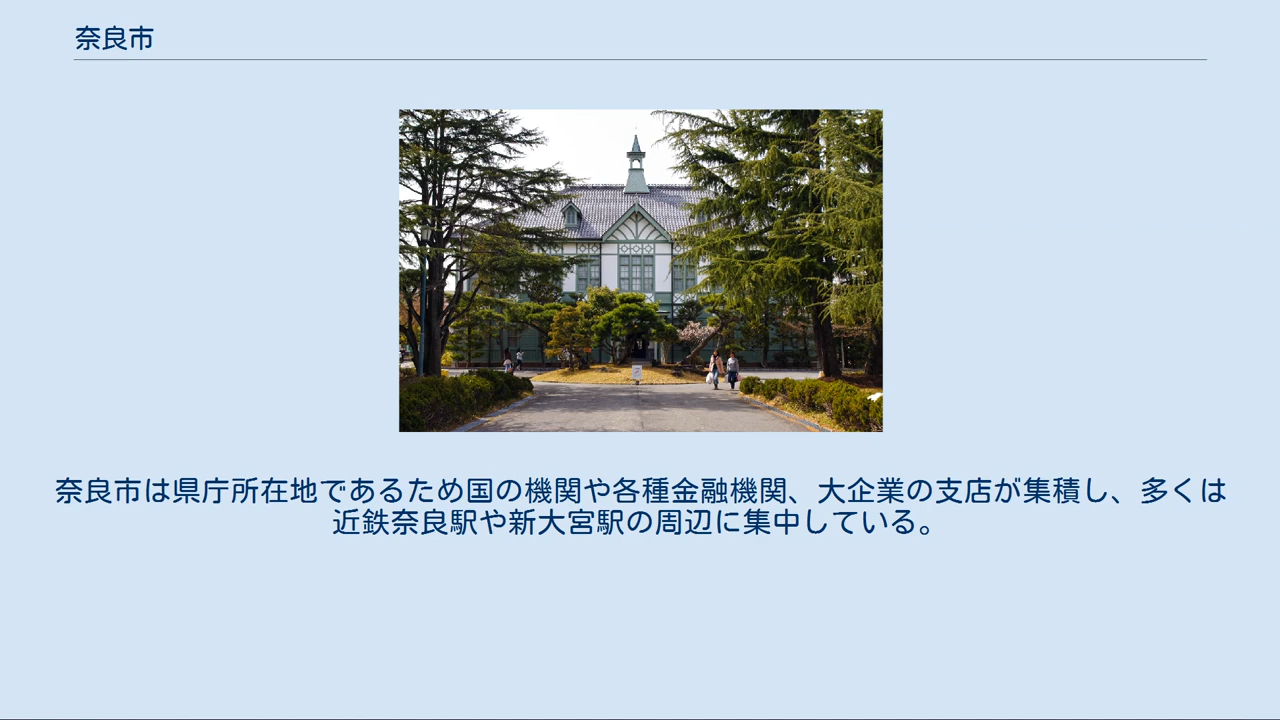 奈良市
奈良市は県庁所在地であるため国の機関や各種金融機関、大企業の支店が集積し、多くは
近鉄奈良駅や新大宮駅の周辺に集中している。